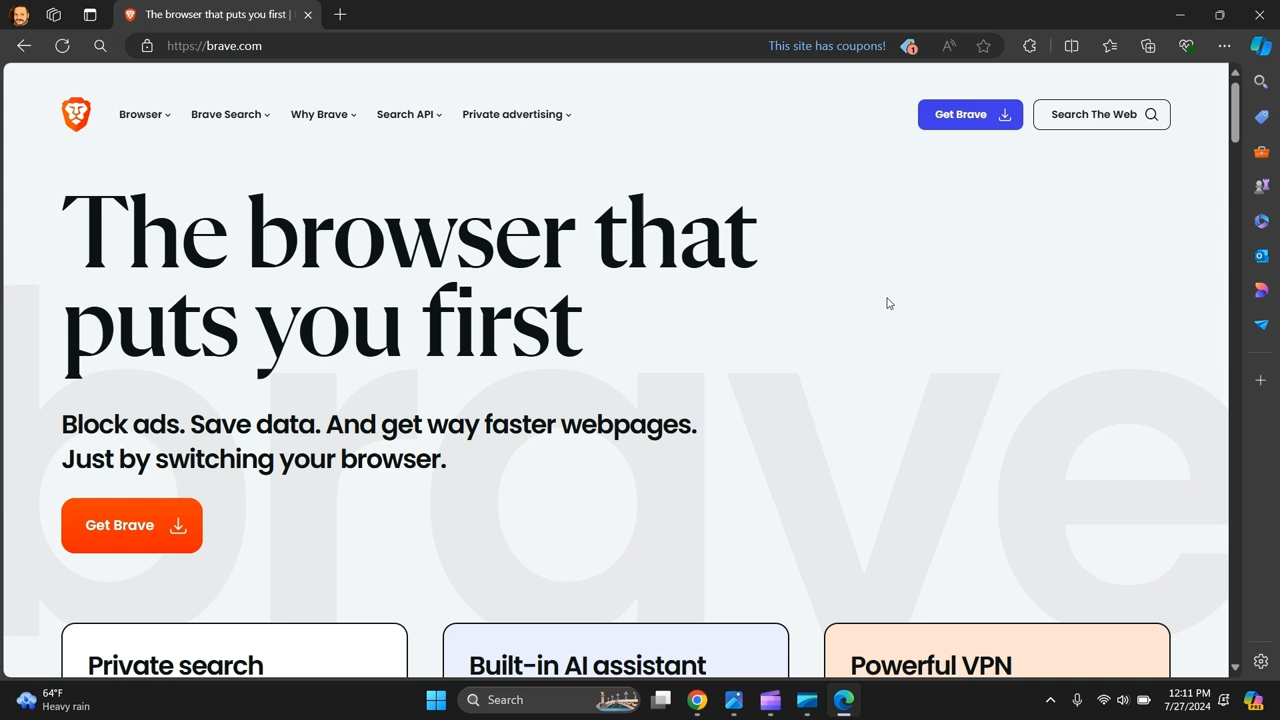 The browser that puts you first |
https://brave.com
This site has coupons!
1
Browser
Brave Search
Why Brave
Search API
Private advertising
Get Brave
Search The Web
The browser that
puts you first
Block ads. Save data. And get way faster webpages.
Just by switching your browser.
Get Brave
brave
Private search
Built-in AI assistant
Powerful VPN
64°F
Heavy rain
Search
12:11 PM
7/27/2024